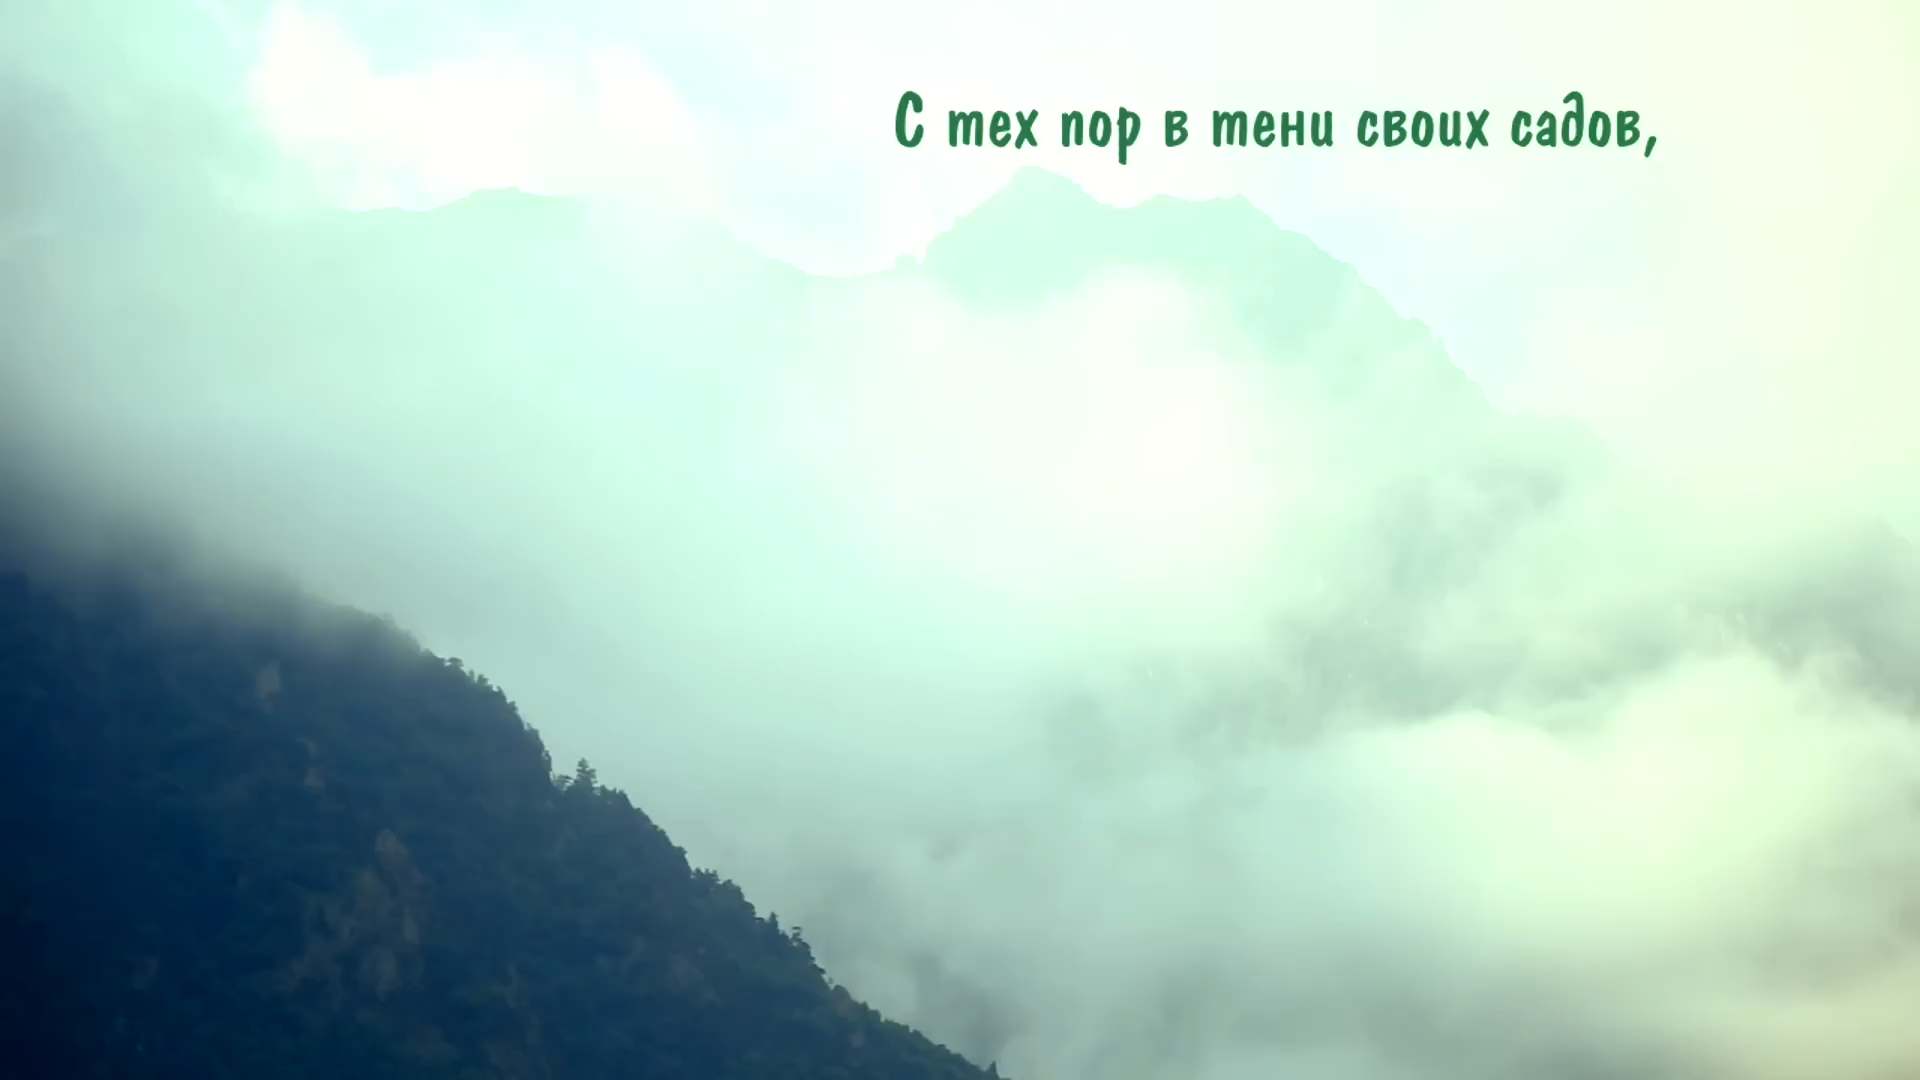 С тех пор в тени своих садов,